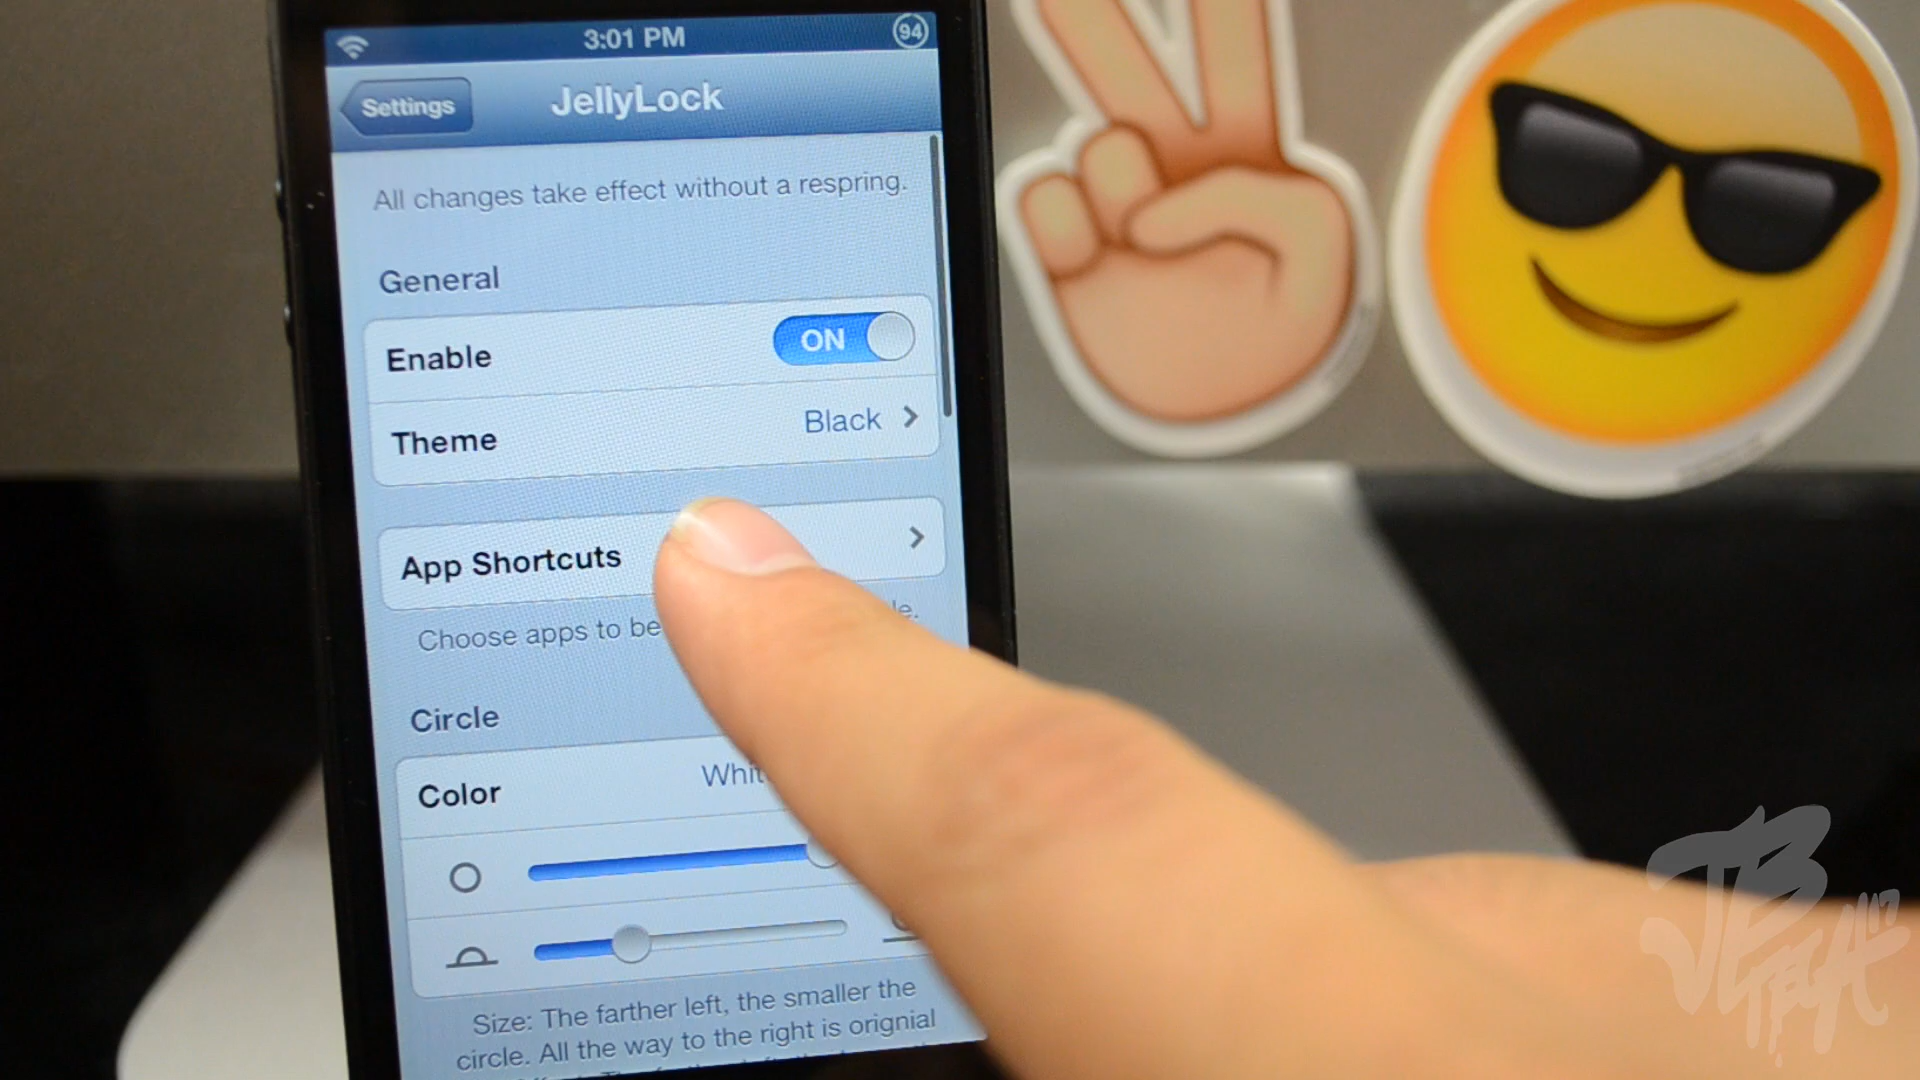 3:01 PM
94
Settings
JellyLock
All changes take effect without a respring.
General
Enable
ON
Theme
Black
App Shortcuts
Choose apps to be
Circle
Color
Size: The farther left, the smaller the
circle. All the way to the right is orignial